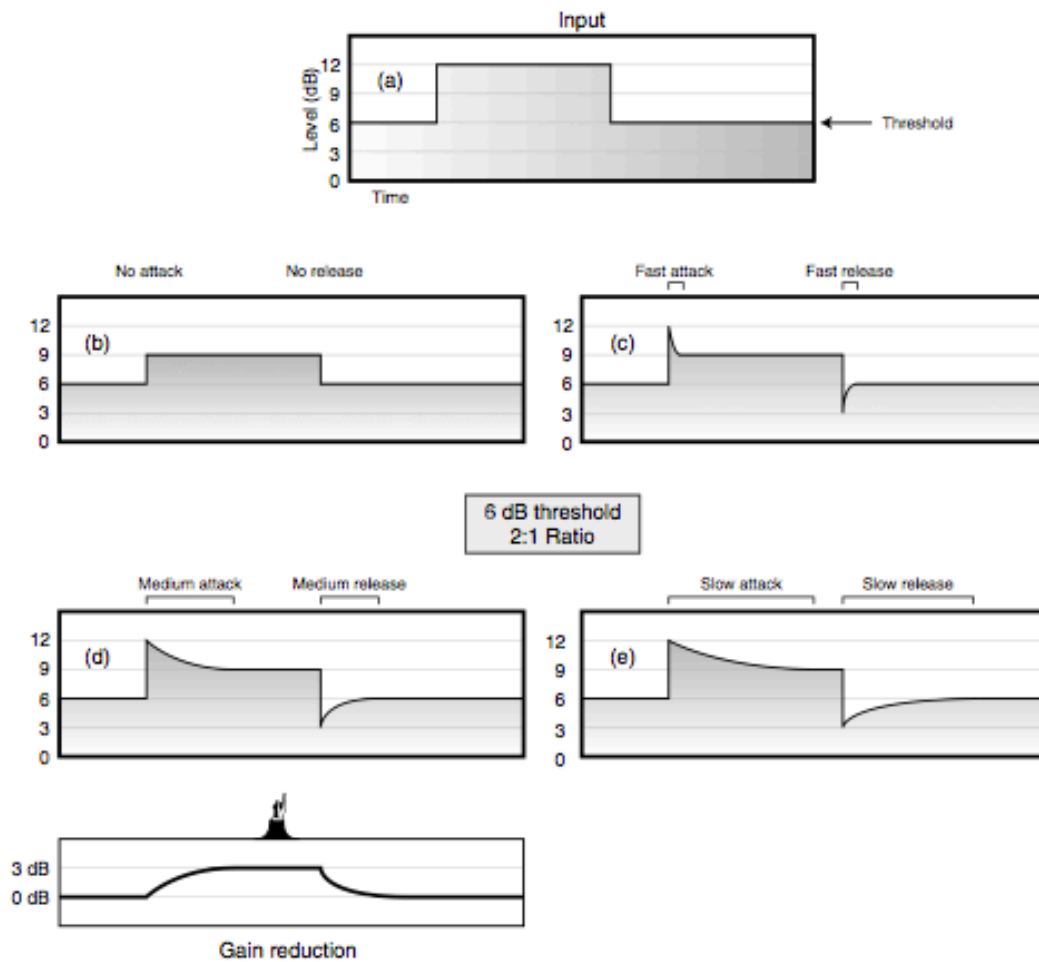 Input
Level (dB)
12
9
6
3
0
(a)
Threshold
Time
No attack
No release
12
9
6
3
0
(b)
Fast attack
Fast release
12
9
6
3
0
(c)
6 dB threshold
2:1 Ratio
Medium attack
Medium release
12
9
6
3
0
(d)
Slow attack
Slow release
12
9
6
3
0
(e)
3 dB
0 dB
Gain reduction